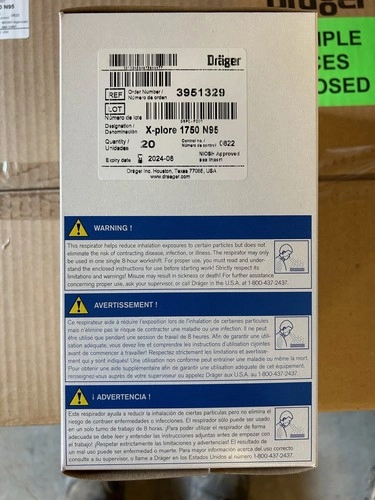 N95
Dräger
MPLE
CES
OSED
Dräger
REF
Order Number /
Número de orden
3951329
LOT
Número de lote
Designation /
Denominación
X-plore 1750 N95
Quantity /
Unidades
20
Control no. /
Número de control
0822
Expiry date
2024-08
NIOSH Approved
see insert
Dräger Inc. Houston, Texas 77086, USA
www.draeger.com
WARNING !
This respirator helps reduce inhalation exposures to certain particles but does not
eliminate the risk of contracting disease, infection, or illness. The respirator may only
be used in one single 8 hour workshift. For proper use, you must read and under-
stand the enclosed instructions for use before starting work! Strictly respect its
limitations and warnings! Misuse may result in sickness or death! For further assistance
concerning proper use, ask your supervisor, or call Dräger in the U.S.A. at 1-800-437-2437.
AVERTISSEMENT !
Ce respirateur aide à réduire l'exposition lors de l'inhalation de certaines particules
mais n'élimine pas le risque de contracter une maladie ou une infection. Il ne peut
être utilisé que pendant une session de travail de 8 heures. Afin de garantir une utili-
sation adéquate, vous devez lire et comprendre les instructions d'utilisation ci-jointes
avant de commencer à travailler! Respectez strictement les limitations et avertisse-
ment qui y sont indiqués! Une utilisation non conforme peut entraîner une maladie ou même la mort.
Pour obtenir une aide supplémentaire afin de garantir une utilisation adéquate de cet équipement,
renseignez-vous auprès de votre superviseur ou appelez Dräger aux U.S.A. au 1-800-437-2437.
¡ ADVERTENCIA !
Este respirador ayuda a reducir la inhalación de ciertas partículas pero no elimina el
riesgo de contraer enfermedades e infecciones. El respirador sólo puede ser usado
en un solo turno de trabajo de 8 horas. ¡Para poder utilizar el respirador de forma
adecuada se debe leer y entender las instrucciones adjuntas antes de empezar con
el trabajo! ¡Respetar estrictamente las limitaciones y advertencias! El resultado de
un mal uso puede ser enfermedad o muerte. Para mayor información acerca del uso correcto
consulte a su supervisor, o llame a Dräger en los Estados Unidos al número 1-800-437-2437.